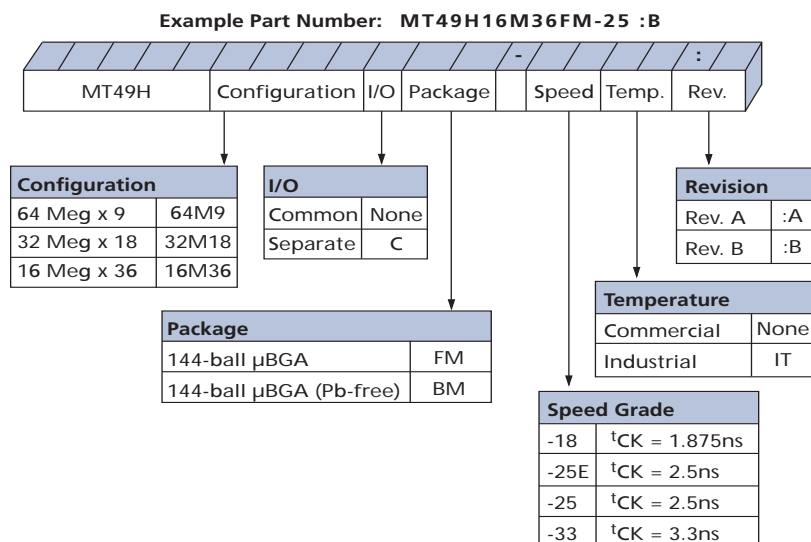 Example Part Number: MT49H16M36FM-25 :B
- :
MT49H Configuration I/O Package Speed Temp. Rev.
Configuration
64 Meg x 9 64M9
32 Meg x 18 32M18
16 Meg x 36 16M36
I/O
Common None
Separate C
Revision
Rev. A :A
Rev. B :B
Package
144-ball µBGA FM
144-ball µBGA (Pb-free) BM
Temperature
Commercial None
Industrial IT
Speed Grade
-18 tCK = 1.875ns
-25E tCK = 2.5ns
-25 tCK = 2.5ns
-33 tCK = 3.3ns